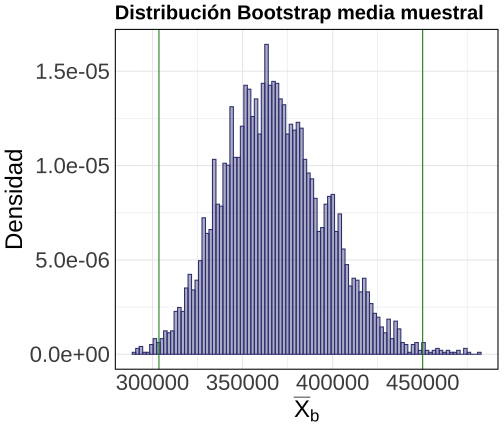 Distribución Bootstrap media muestral
Densidad
1.5e-05
1.0e-05
5.0e-06
0.0e+00
300000 350000 400000 450000
X̅b